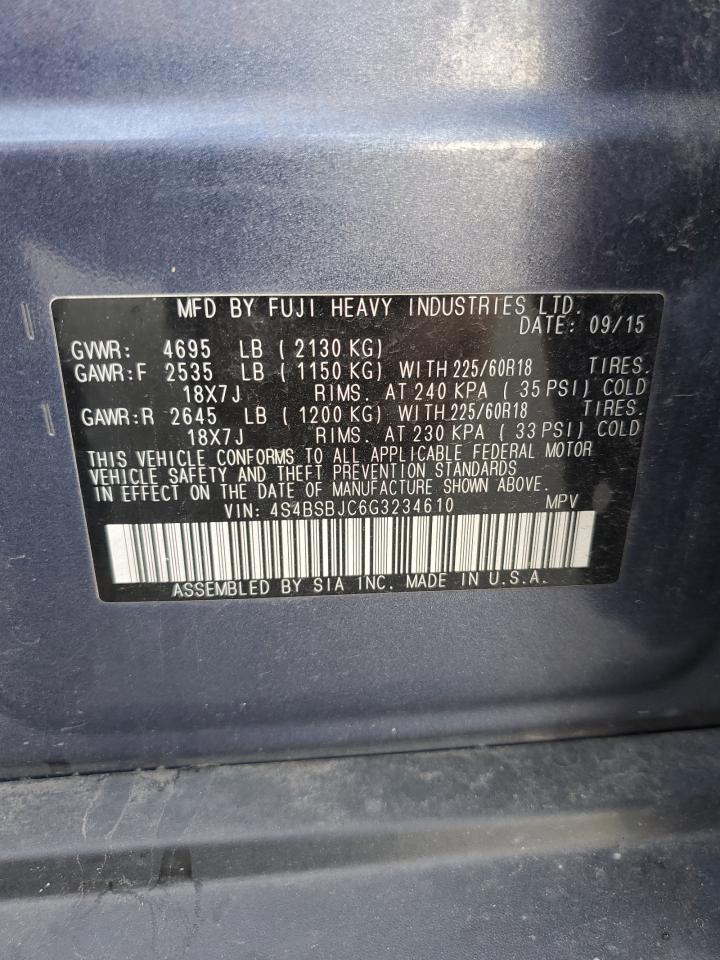 MFD BY FUJI HEAVY INDUSTRIES LTD.
DATE: 09/15
GVWR: 4695 LB ( 2130 KG)
GAWR:F 2535 LB ( 1150 KG) WITH 225/60R18 TIRES.
18X7J RIMS. AT 240 KPA ( 35 PSI) COLD
GAWR:R 2645 LB ( 1200 KG) WITH 225/60R18 TIRES.
18X7J RIMS. AT 230 KPA ( 33 PSI) COLD
THIS VEHICLE CONFORMS TO ALL APPLICABLE FEDERAL MOTOR
VEHICLE SAFETY AND THEFT PREVENTION STANDARDS
IN EFFECT ON THE DATE OF MANUFACTURE SHOWN ABOVE.
VIN: 4S4BSBJC6G3234610 MPV
ASSEMBLED BY SIA INC. MADE IN U.S.A.